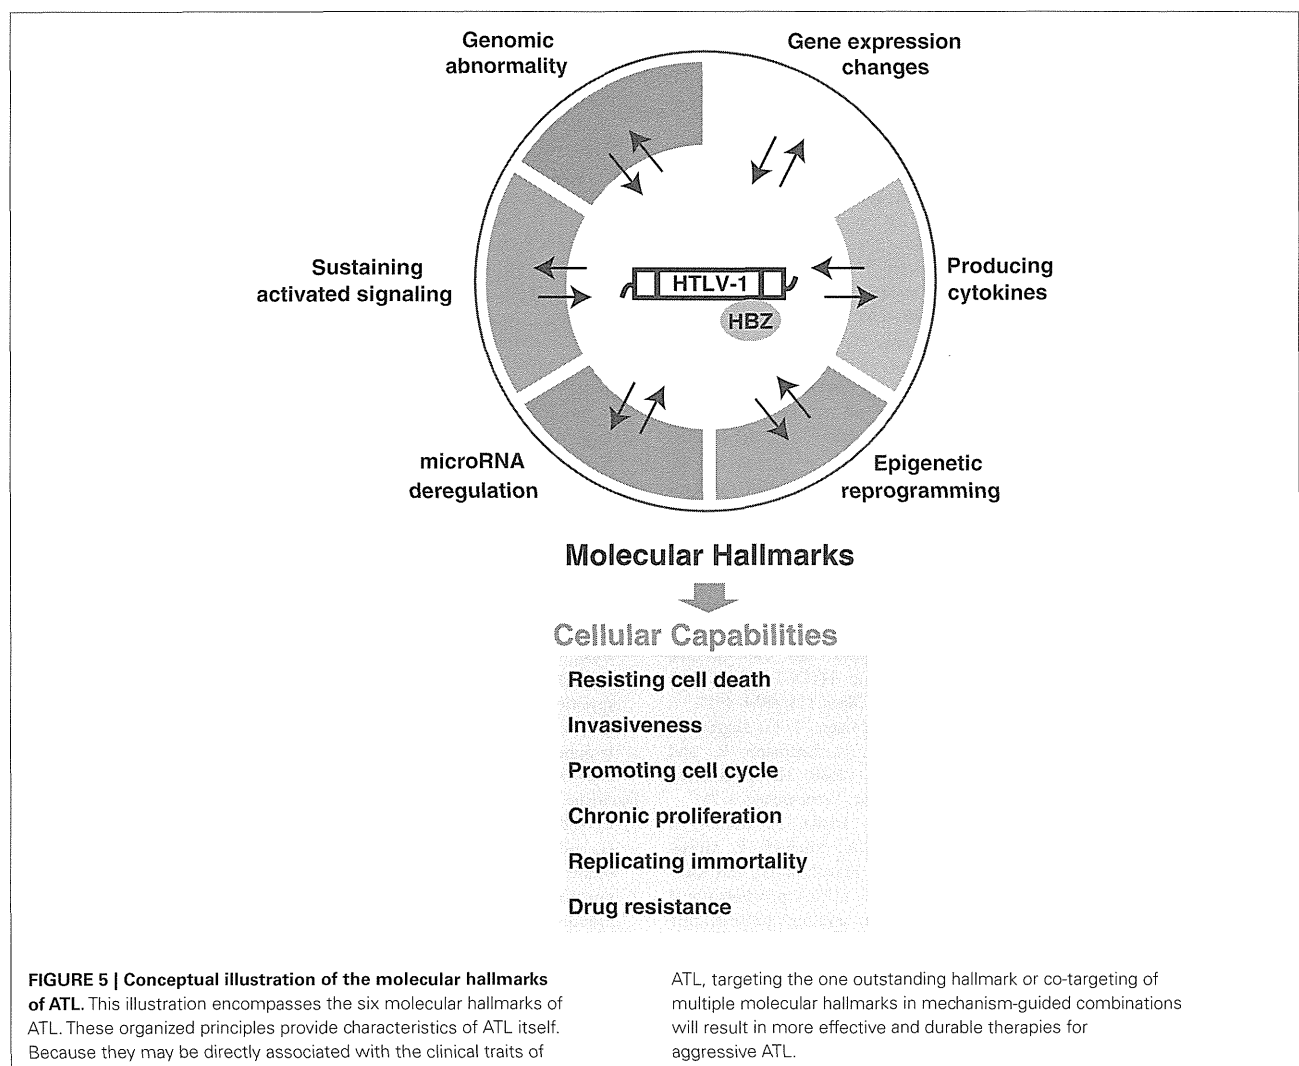 Genomic
abnormality
Gene expression
changes
Sustaining
activated signaling
HTLV-1
HBZ
Producing
cytokines
microRNA
deregulation
Epigenetic
reprogramming
Molecular Hallmarks
Cellular Capabilities
Resisting cell death
Invasiveness
Promoting cell cycle
Chronic proliferation
Replicating immortality
Drug resistance
FIGURE 5 | Conceptual illustration of the molecular hallmarks
of ATL. This illustration encompasses the six molecular hallmarks of
ATL. These organized principles provide characteristics of ATL itself.
Because they may be directly associated with the clinical traits of
ATL, targeting the one outstanding hallmark or co-targeting of
multiple molecular hallmarks in mechanism-guided combinations
will result in more effective and durable therapies for
aggressive ATL.